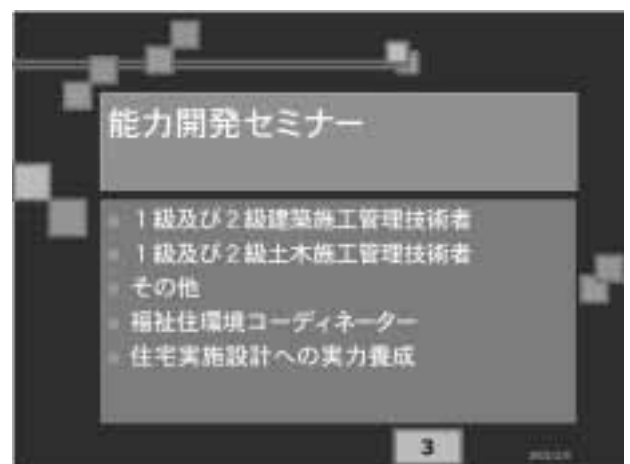 能力開発セミナー
１級及び２級建築施工管理技術者
１級及び２級土木施工管理技術者
その他
福祉住環境コーディネーター
住宅実施設計への実力養成
3